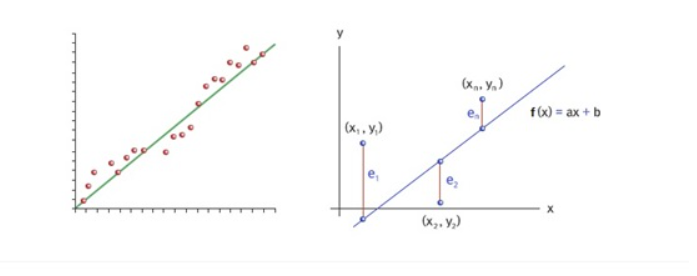 y
(xₙ, yₙ)
eₙ
f(x) = ax + b
(x₁, y₁)
e₁
e₂
x
(x₂, y₂)